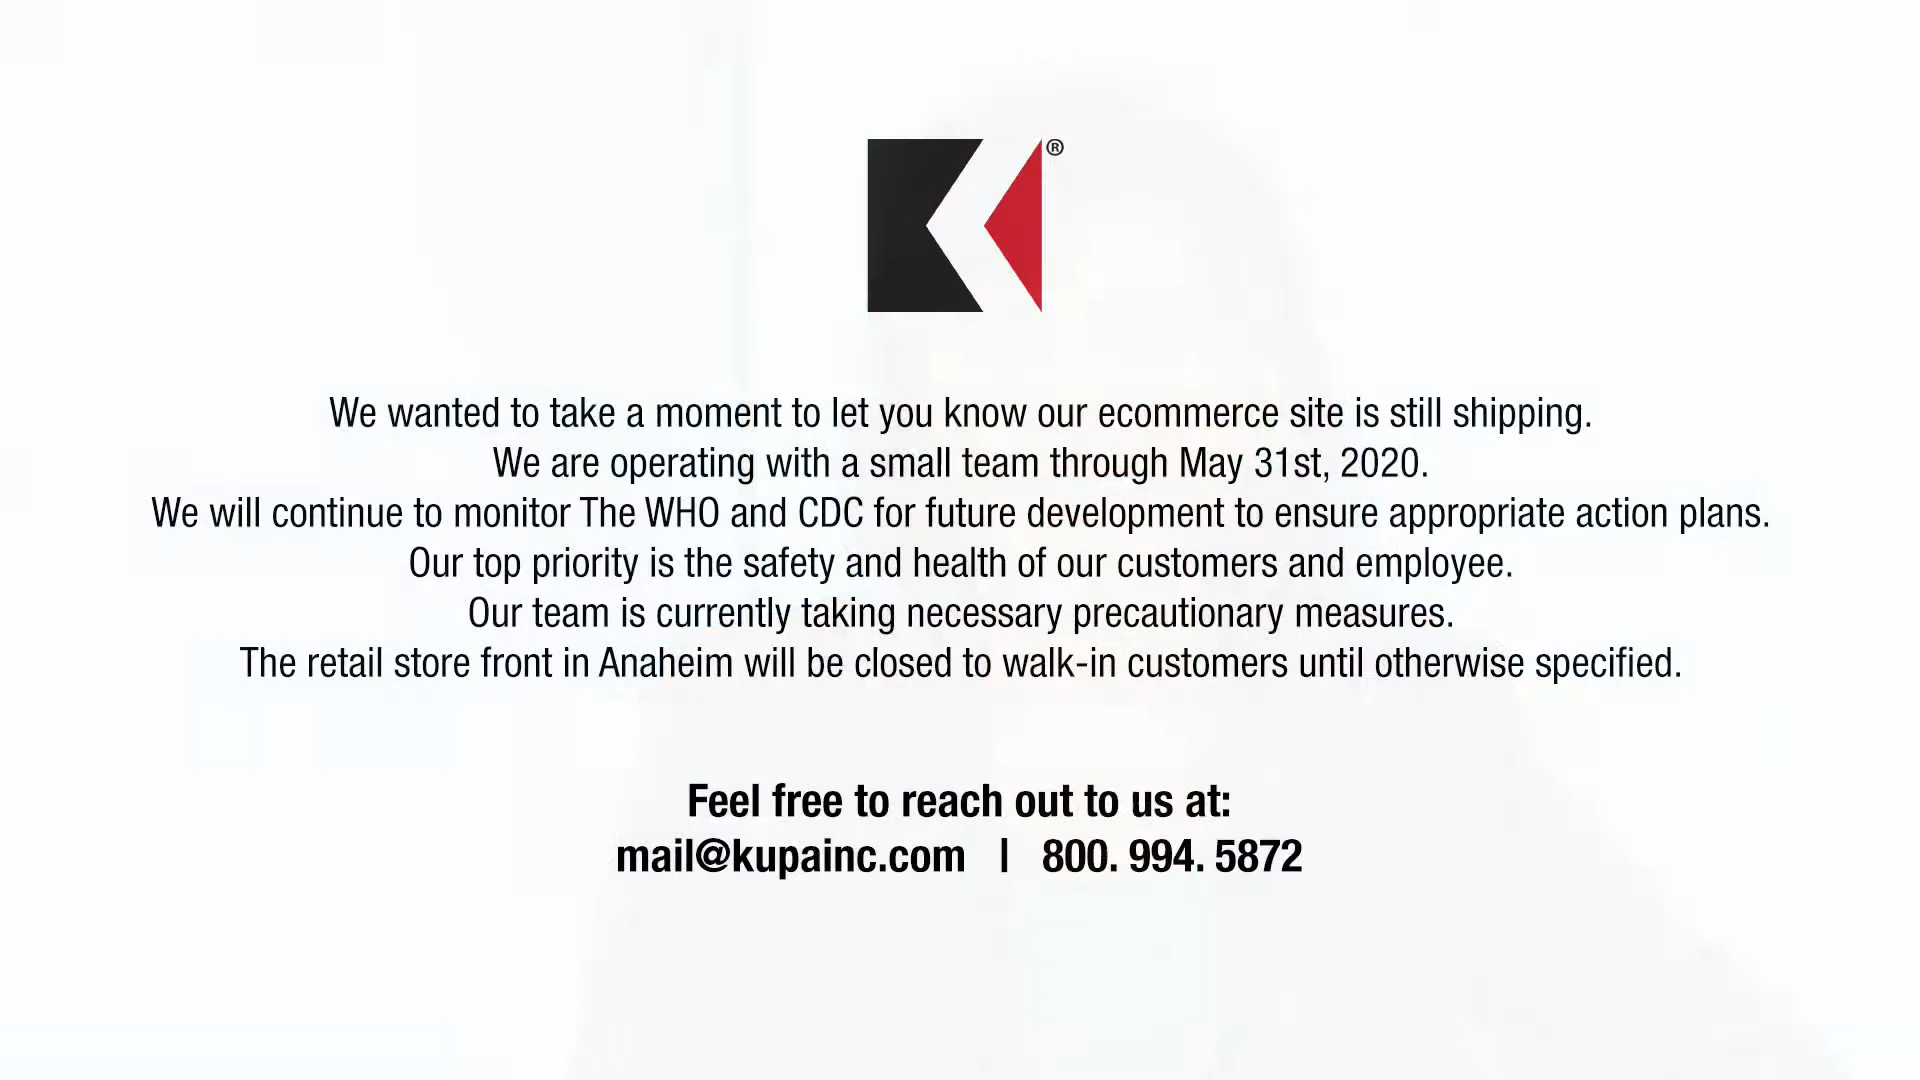 ®
We wanted to take a moment to let you know our ecommerce site is still shipping.
We are operating with a small team through May 31st, 2020.
We will continue to monitor The WHO and CDC for future development to ensure appropriate action plans.
Our top priority is the safety and health of our customers and employee.
Our team is currently taking necessary precautionary measures.
The retail store front in Anaheim will be closed to walk-in customers until otherwise specified.
Feel free to reach out to us at:
mail@kupainc.com | 800. 994. 5872